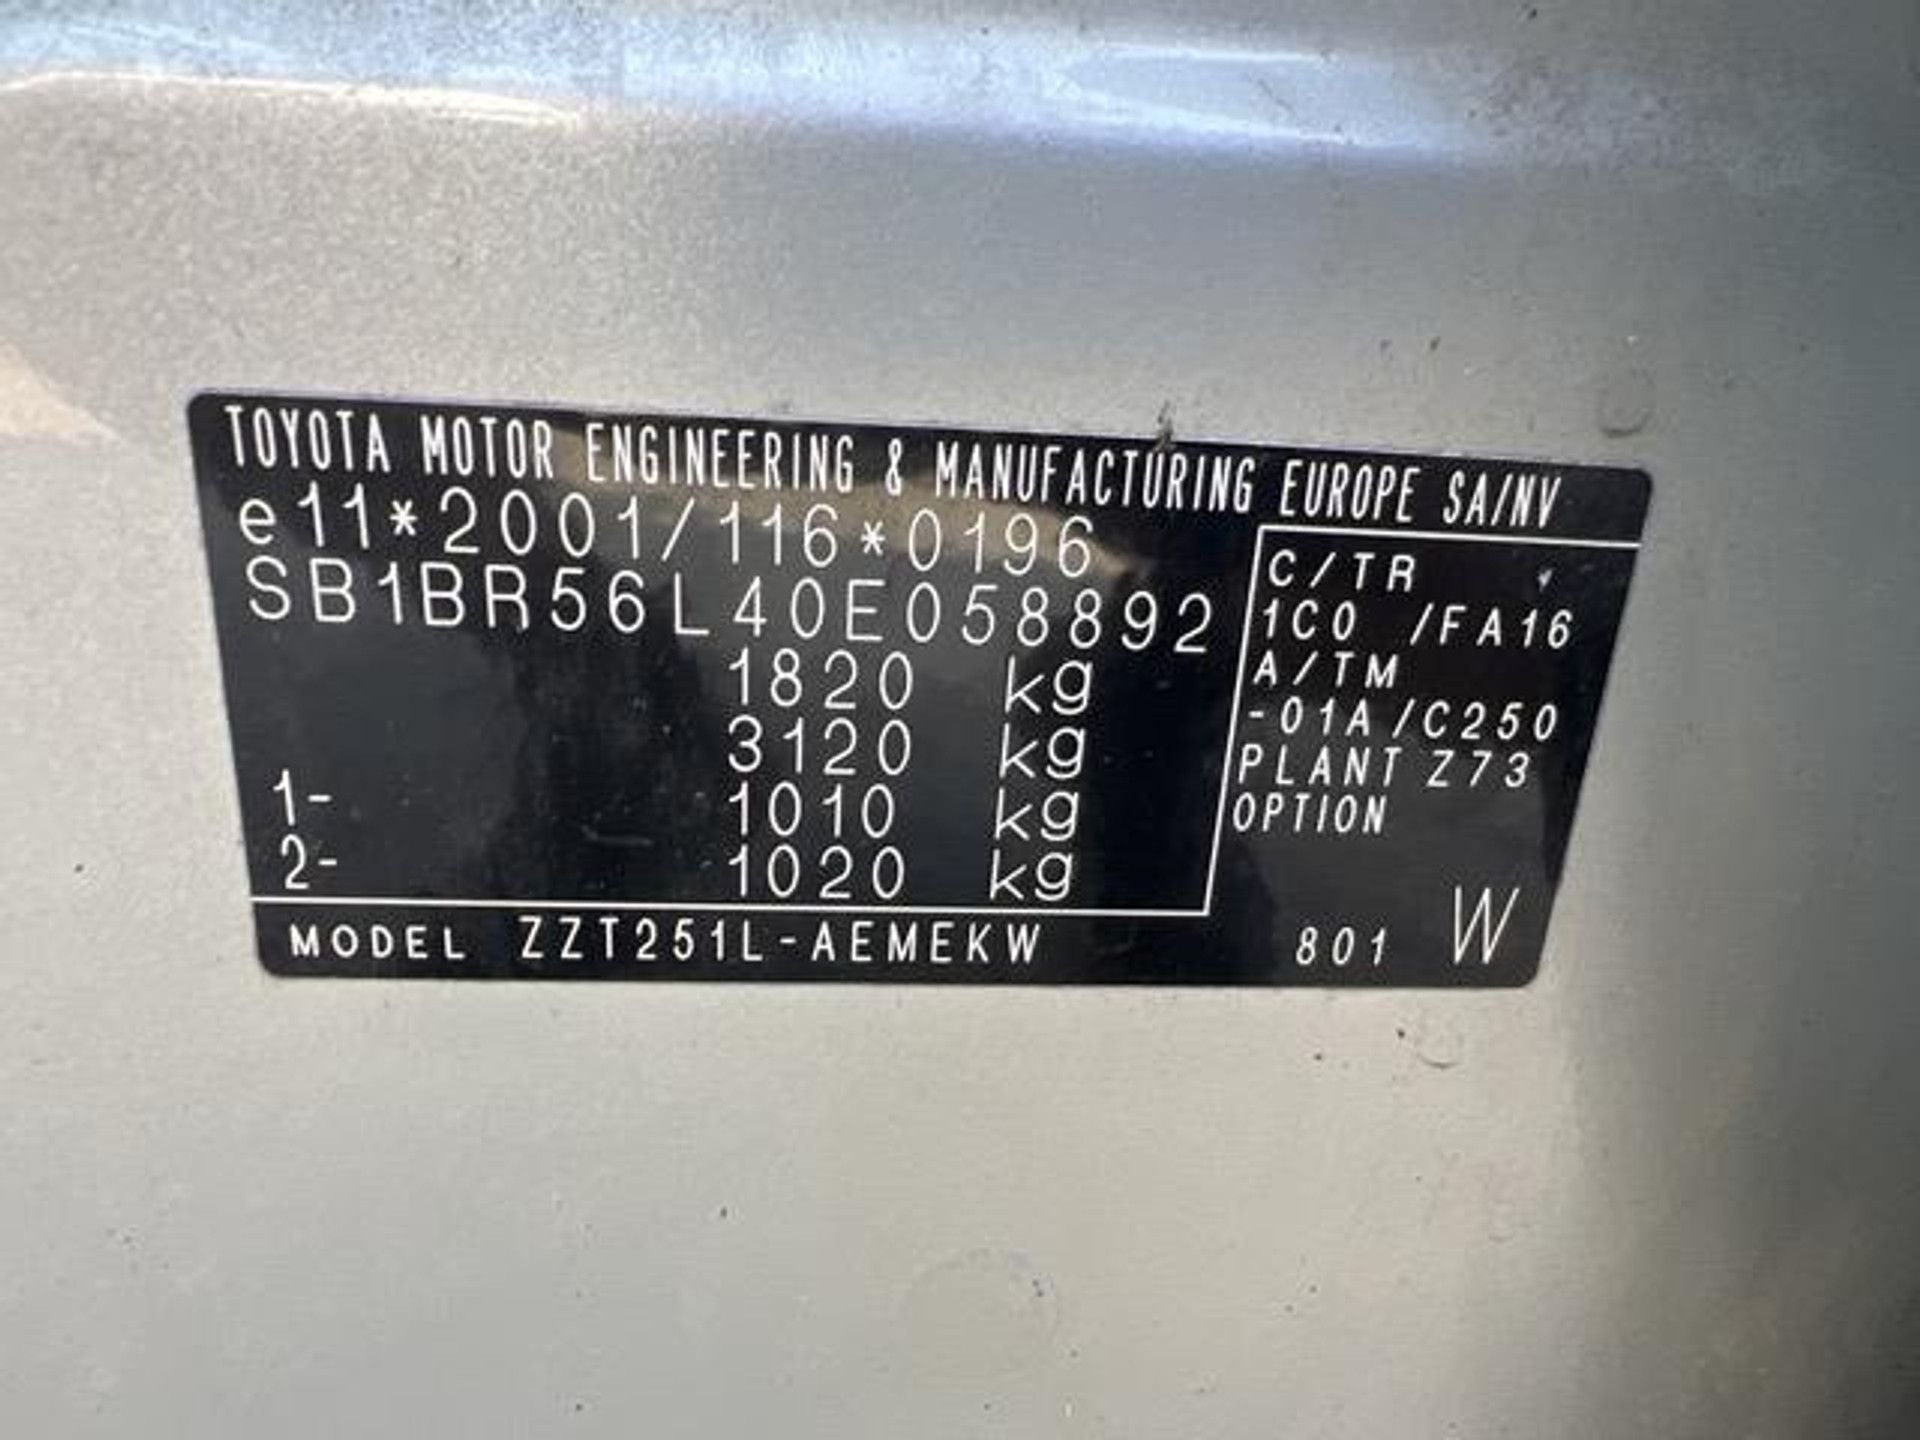 TOYOTA MOTOR ENGINEERING & MANUFACTURING EUROPE SA/NV
e11*2001/116*0196
SB1BR56L40E058892
1820 kg
3120 kg
1- 1010 kg
2- 1020 kg
C/TR
1C0 /FA16
A/TM
-01A/C250
PLANT Z73
OPTION
MODEL ZZT251L-AEMEKW
801 W